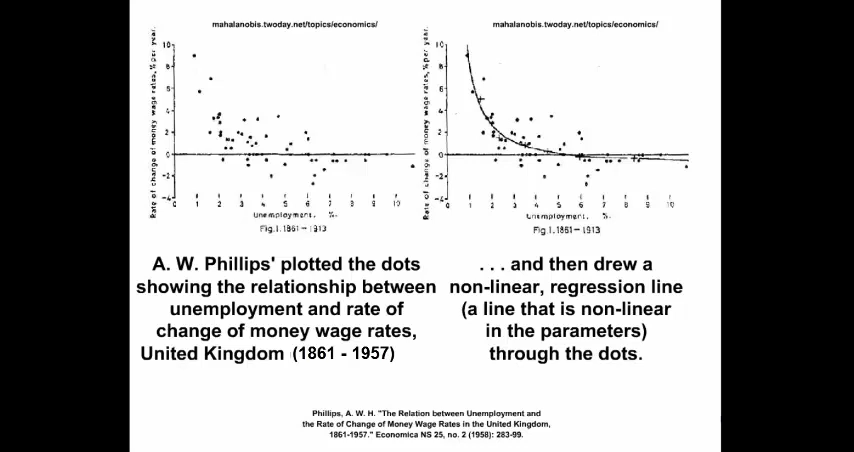 mahalanobis.twoday.net/topics/economics/
Rate of change of money wage rates, % per year.
10
8
6
4
2
0
-2
-4
0 1 2 3 4 5 6 7 8 9 10
Unemployment, %.
Fig.1. 1861 – 1913
mahalanobis.twoday.net/topics/economics/
Rate of change of money wage rates, % per year.
10
8
6
4
2
0
-2
-4
0 1 2 3 4 5 6 7 8 9 10
Unemployment, %.
Fig.1. 1861 – 1913
A. W. Phillips' plotted the dots
showing the relationship between
unemployment and rate of
change of money wage rates,
United Kingdom (1861 - 1957)
. . . and then drew a
non-linear, regression line
(a line that is non-linear
in the parameters)
through the dots.
Phillips, A. W. H. "The Relation between Unemployment and
the Rate of Change of Money Wage Rates in the United Kingdom,
1861-1957." Economica NS 25, no. 2 (1958): 283-99.